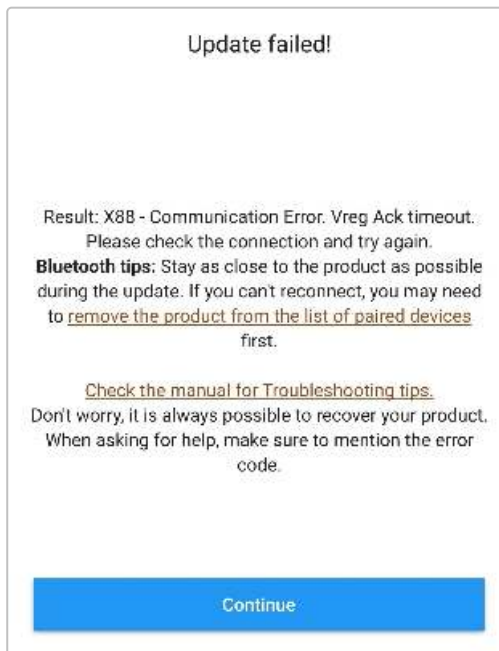 Update failed!
Result: X88 - Communication Error. Vreg Ack timeout.
Please check the connection and try again.
Bluetooth tips: Stay as close to the product as possible
during the update. If you can't reconnect, you may need
to remove the product from the list of paired devices
first.
Check the manual for Troubleshooting tips.
Don't worry, it is always possible to recover your product.
When asking for help, make sure to mention the error
code.
Continue